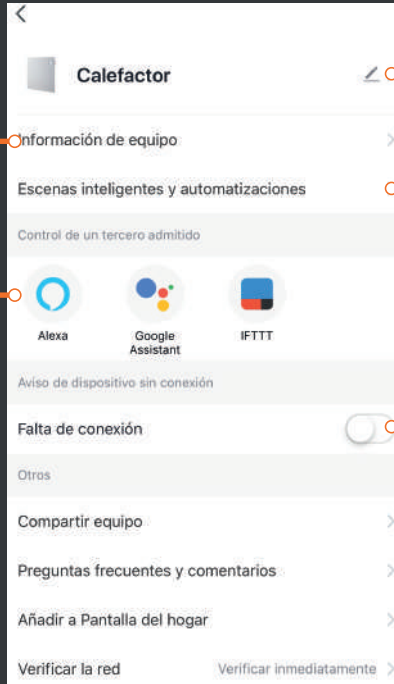 Calefactor
Información de equipo
Escenas inteligentes y automatizaciones
Control de un tercero admitido
Alexa
Google
Assistant
IFTTT
Aviso de dispositivo sin conexión
Falta de conexión
Otros
Compartir equipo
Preguntas frecuentes y comentarios
Añadir a Pantalla del hogar
Verificar la red Verificar inmediatamente